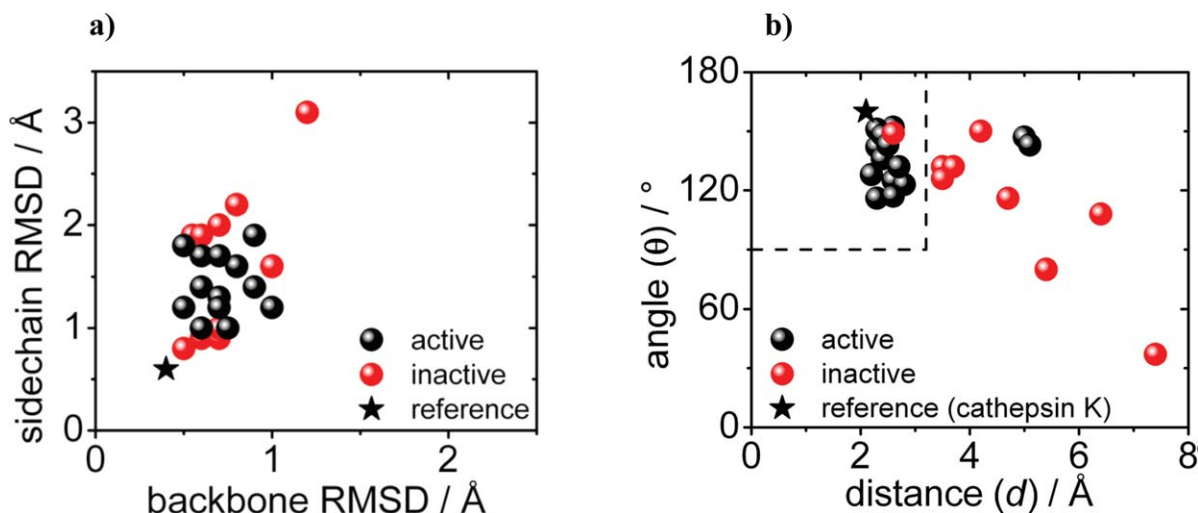 a)
sidechain RMSD / Å
3
2
1
0
active
inactive
reference
0 1 2
backbone RMSD / Å
b)
angle (θ) / °
180
120
60
0
active
inactive
reference (cathepsin K)
0 2 4 6 8
distance (d) / Å